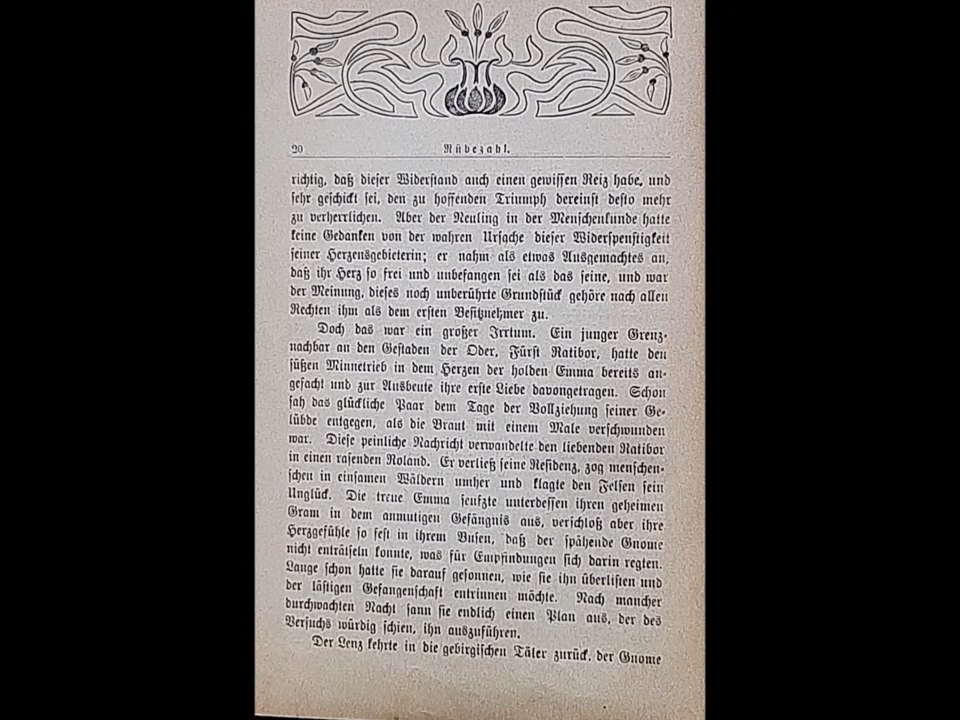 20
Rübezahl.
richtig, daß dieser Widerstand auch einen gewissen Reiz habe, und
sehr geschickt sei, den zu hoffenden Triumph dereinst desto mehr
zu verherrlichen. Aber der Neuling in der Menschenkunde hatte
keine Gedanken von der wahren Ursache dieser Widerspenstigkeit
seiner Herzensgebieterin; er nahm als etwas Ausgemachtes an,
daß ihr Herz so frei und unbefangen sei als das seine, und war
der Meinung, dieses noch unberührte Grundstück gehöre nach allen
Rechten ihm als dem ersten Besitznehmer zu.
Doch das war ein großer Irrtum. Ein junger Grenz-
nachbar an den Gestaden der Oder, Fürst Ratibor, hatte den
süßen Minnetrieb in dem Herzen der holden Emma bereits an-
gefacht und zur Ausbeute ihre erste Liebe davongetragen. Schon
sah das glückliche Paar dem Tage der Vollziehung seiner Ge-
lübde entgegen, als die Braut mit einem Male verschwunden
war. Diese peinliche Nachricht verwandelte den liebenden Ratibor
in einen rasenden Roland. Er verließ seine Residenz, zog menschen-
scheu in einsamen Wäldern umher und klagte den Felsen sein
Unglück. Die treue Emma seufzte unterdessen ihren geheimen
Gram in dem anmutigen Gefängnis aus, verschloß aber ihre
Herzgefühle so fest in ihrem Busen, daß der spähende Gnome
nicht enträtseln konnte, was für Empfindungen sich darin regten.
Lange schon hatte sie darauf gesonnen, wie sie ihn überlisten und
der lästigen Gefangenschaft entrinnen möchte. Nach mancher
durchwachten Nacht sann sie endlich einen Plan aus, der des
Versuchs würdig schien, ihn auszuführen.
Der Lenz kehrte in die gebirgischen Täler zurück, der Gnome